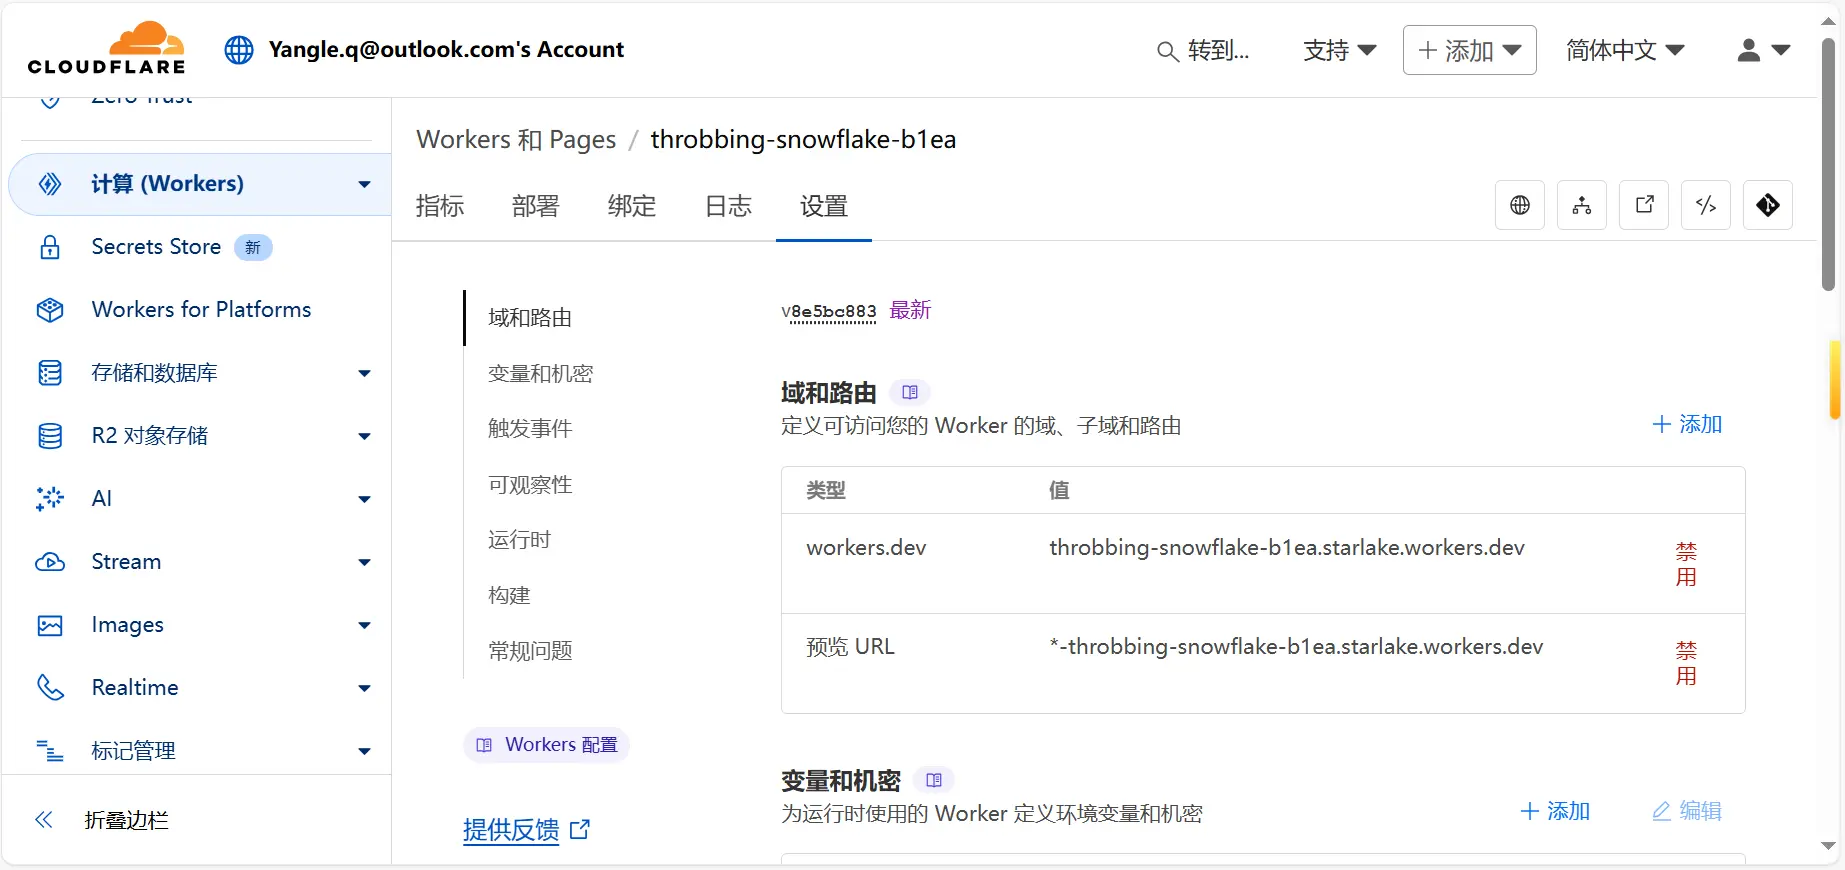 CLOUDFLARE
Yangle.q@outlook.com's Account
转到...
支持
+ 添加
简体中文
Zero Trust
计算 (Workers)
Secrets Store 新
Workers for Platforms
存储和数据库
R2 对象存储
AI
Stream
Images
Realtime
标记管理
折叠边栏
Workers 和 Pages / throbbing-snowflake-b1ea
指标
部署
绑定
日志
设置
域和路由
变量和机密
触发事件
可观察性
运行时
构建
常规问题
Workers 配置
提供反馈
v8e5bc883 最新
域和路由
定义可访问您的 Worker 的域、子域和路由
+ 添加
类型 值
workers.dev throbbing-snowflake-b1ea.starlake.workers.dev 禁用
预览 URL *-throbbing-snowflake-b1ea.starlake.workers.dev 禁用
变量和机密
为运行时使用的 Worker 定义环境变量和机密
+ 添加
编辑